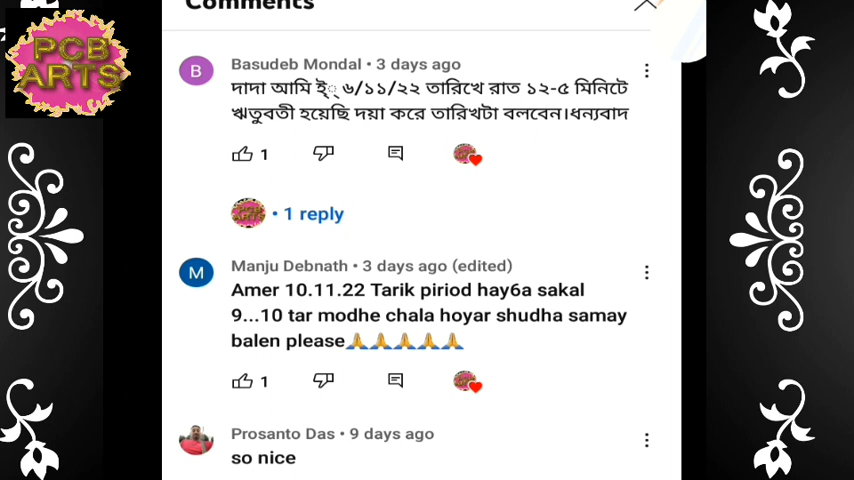 Comments
PCB
ARTS
B
Basudeb Mondal • 3 days ago
দাদা আমি ই্্ ৬/১১/২২ তারিখে রাত ১২-৫ মিনিটে
ঋতুবতী হয়েছি দয়া করে তারিখটা বলবেন।ধন্যবাদ
1
• 1 reply
M
Manju Debnath • 3 days ago (edited)
Amer 10.11.22 Tarik piriod hay6a sakal
9...10 tar modhe chala hoyar shudha samay
balen please🙏🙏🙏🙏🙏
1
Prosanto Das • 9 days ago
so nice